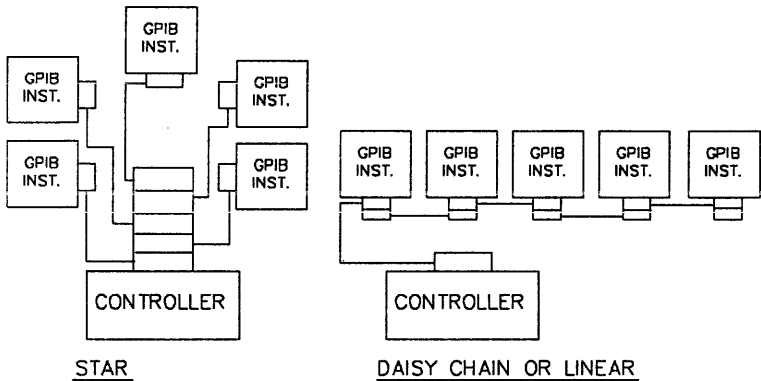 GPIB
INST.
GPIB
INST.
GPIB
INST.
GPIB
INST.
GPIB
INST.
CONTROLLER
STAR
GPIB
INST.
GPIB
INST.
GPIB
INST.
GPIB
INST.
GPIB
INST.
CONTROLLER
DAISY CHAIN OR LINEAR